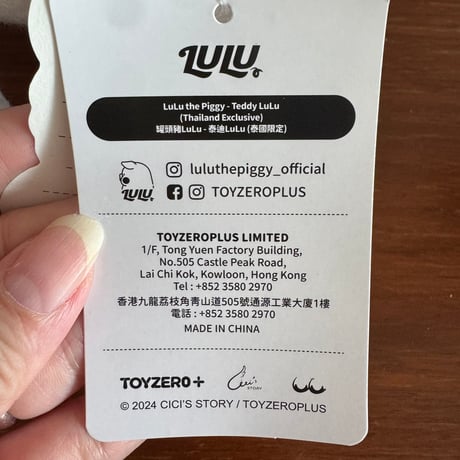 LULU
LuLu the Piggy - Teddy LuLu
(Thailand Exclusive)
罐頭豬LuLu - 泰迪LuLu (泰國限定)
luluthepiggy_official
LULU
TOYZEROPLUS
TOYZEROPLUS LIMITED
1/F, Tong Yuen Factory Building,
No.505 Castle Peak Road,
Lai Chi Kok, Kowloon, Hong Kong
Tel : +852 3580 2970
香港九龍荔枝角青山道505號通源工業大廈1樓
電話 : +852 3580 2970
MADE IN CHINA
TOYZERO+ Cici's STORY
© 2024 CICI'S STORY / TOYZEROPLUS